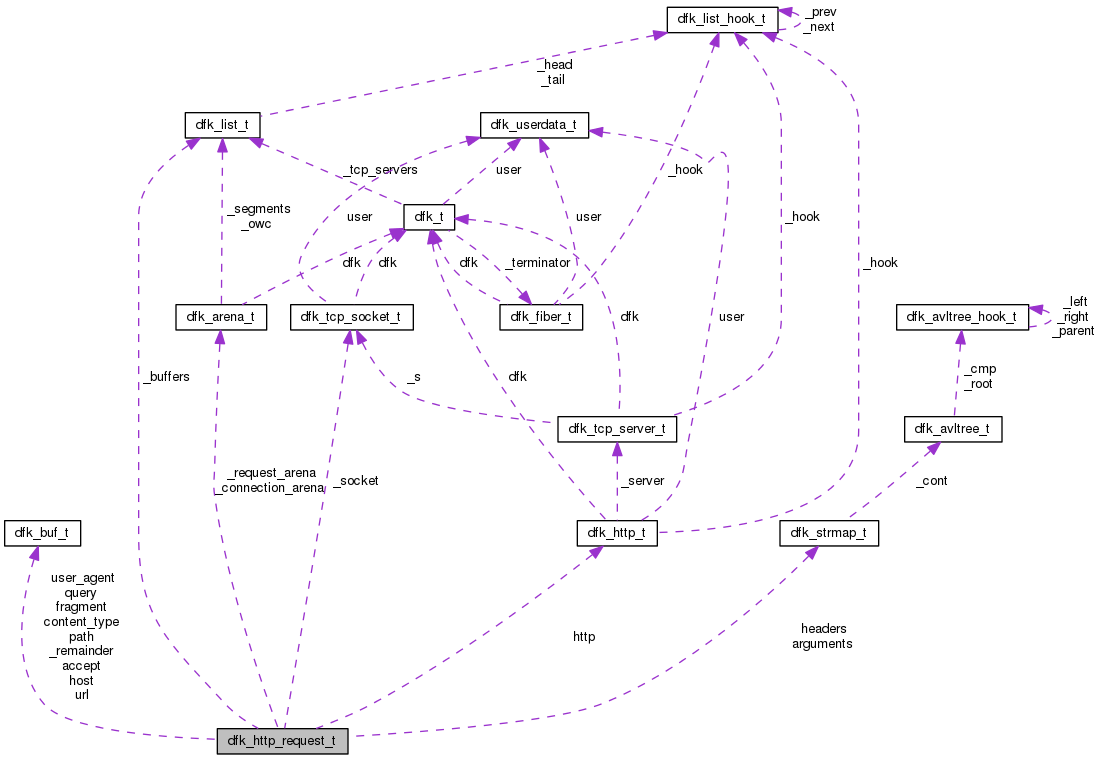 dfk_list_hook_t
_prev
_next
_head
_tail
dfk_list_t
dfk_userdata_t
_tcp_servers
user
_hook
_segments
_owc
user
dfk_t
user
_hook
dfk
dfk
dfk
_terminator
_hook
dfk_arena_t
dfk_tcp_socket_t
dfk_fiber_t
dfk
user
dfk_avltree_hook_t
_left
_right
_parent
_buffers
_s
dfk
_cmp
_root
dfk_tcp_server_t
dfk_avltree_t
_request_arena
_connection_arena
_socket
_server
_cont
dfk_buf_t
dfk_http_t
dfk_strmap_t
user_agent
query
fragment
content_type
path
_remainder
accept
host
url
http
headers
arguments
dfk_http_request_t